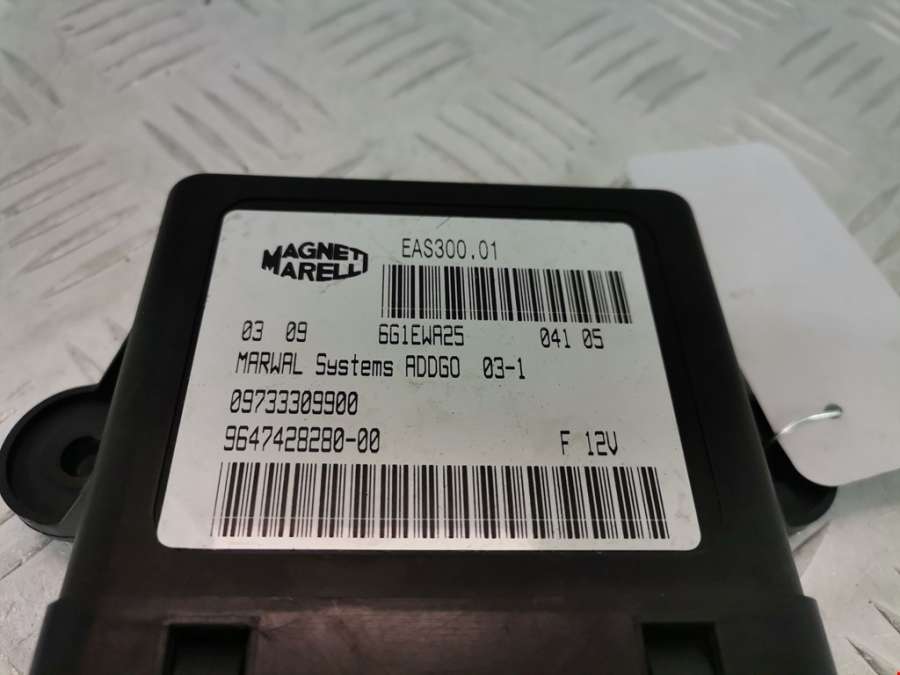 MAGNETI MARELLI
EAS300.01
03 09 6G1EWA25 041 05
MARWAL Systems ADDGO 03-1
09733309900
9647428280-00 F 12V